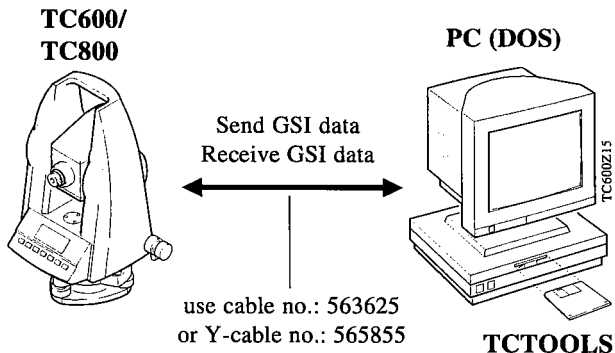 TC600/
TC800
PC (DOS)
Send GSI data
Receive GSI data
TC600Z15
use cable no.: 563625
or Y-cable no.: 565855
TCTOOLS